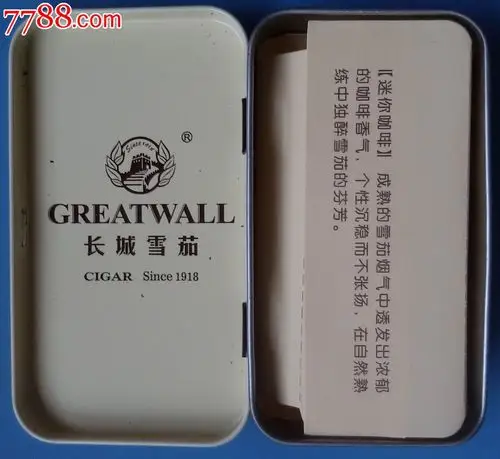 7788.com
SINCE 1918
®
GREATWALL
长城雪茄
CIGAR Since 1918
【迷你咖啡】 成熟的雪茄烟气中透发出浓郁
的咖啡香气，个性沉稳而不张扬，在自然熟
练中独醉雪茄的芬芳。